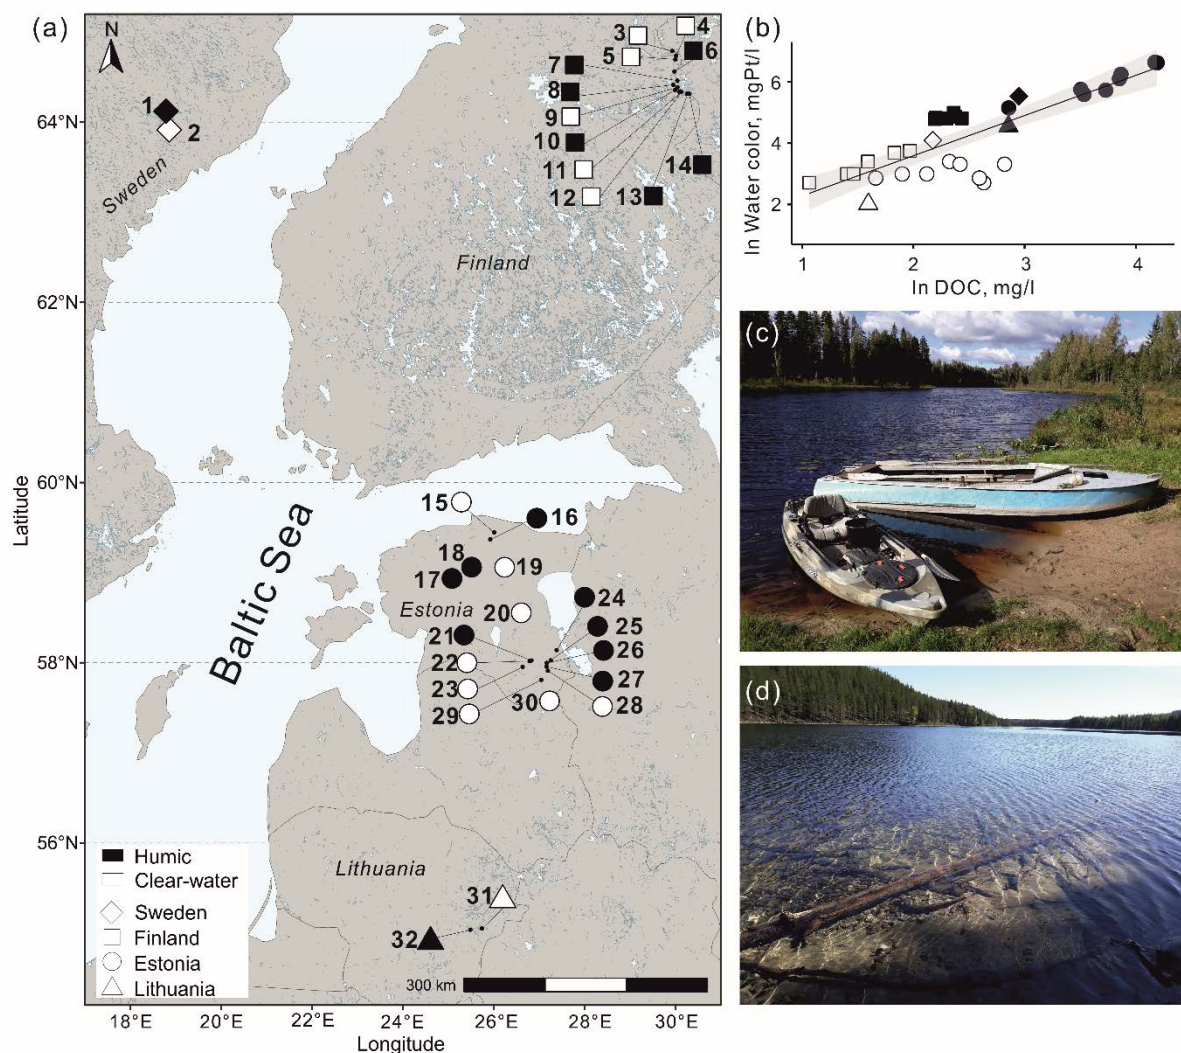 (a)
N
1
2
Sweden
3
4
5
6
7
8
9
10
11
12
13
14
Finland
64°N
62°N
60°N
58°N
56°N
Latitude
Baltic Sea
15
16
17
18
19
Estonia
20
21
22
23
29
24
25
26
27
28
30
Lithuania
31
32
Humic
Clear-water
Sweden
Finland
Estonia
Lithuania
300 km
18°E 20°E 22°E 24°E 26°E 28°E 30°E
Longitude
(b)
ln Water color, mgPt/l
6
4
2
1 2 3 4
ln DOC, mg/l
(c)
(d)